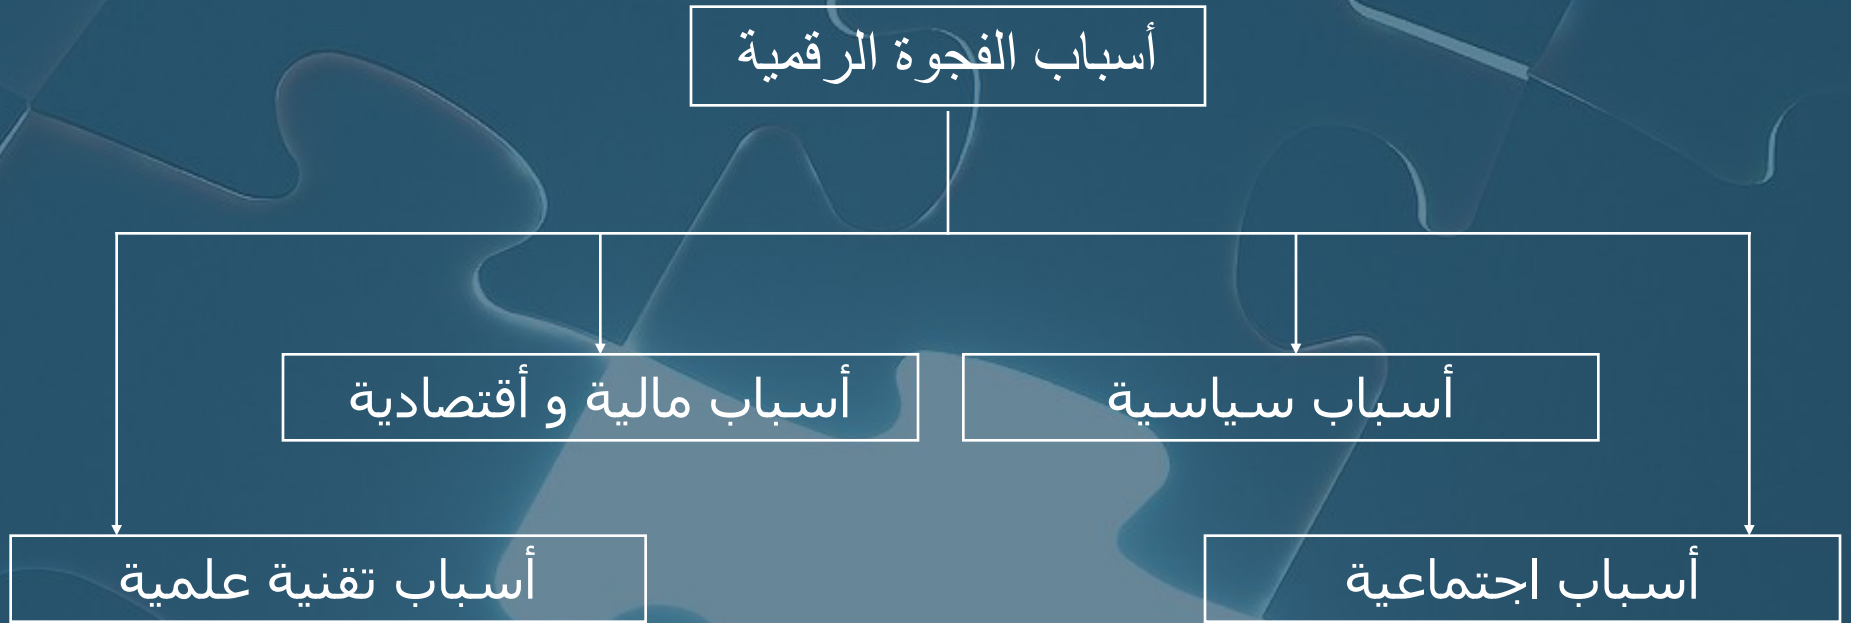 أسباب الفجوة الرقمية
أسباب سياسية
أسباب مالية و أقتصادية
أسباب اجتماعية
أسباب تقنية علمية